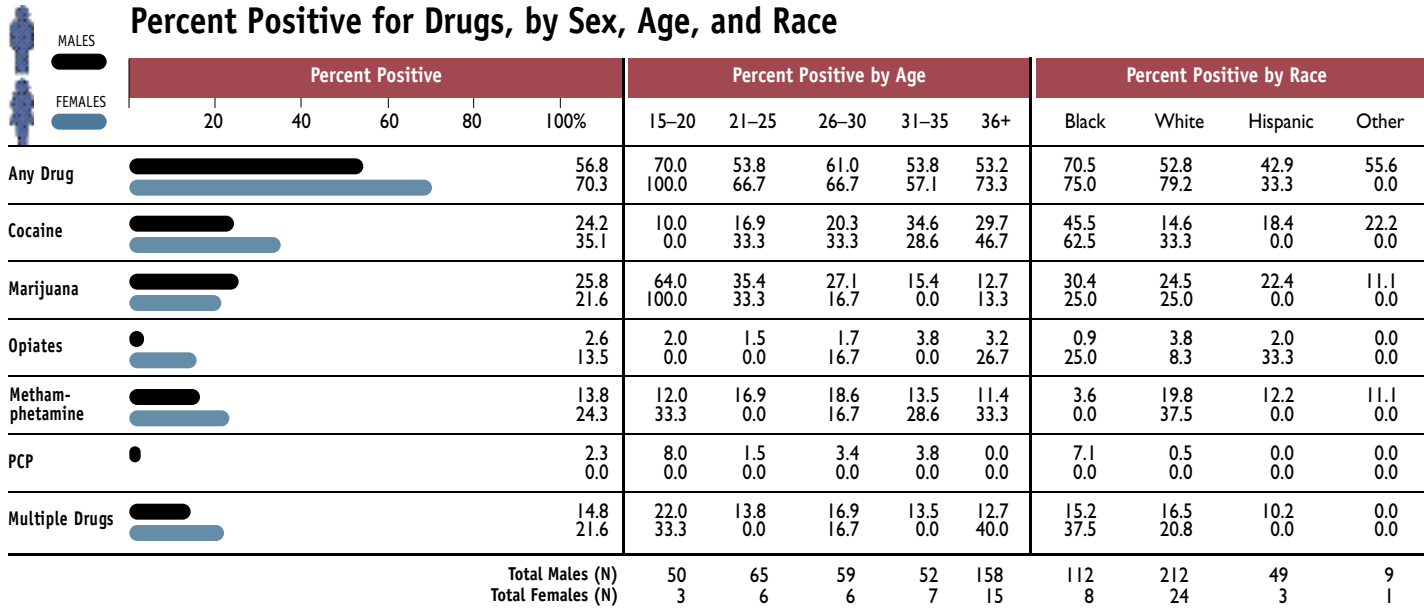 Percent Positive for Drugs, by Sex, Age, and Race
MALES
FEMALES
Percent Positive Percent Positive by Age Percent Positive by Race
20 40 60 80 100% 15–20 21–25 26–30 31–35 36+ Black White Hispanic Other
Any Drug 56.8 70.0 53.8 61.0 53.8 53.2 70.5 52.8 42.9 55.6
70.3 100.0 66.7 66.7 57.1 73.3 75.0 79.2 33.3 0.0
Cocaine 24.2 10.0 16.9 20.3 34.6 29.7 45.5 14.6 18.4 22.2
35.1 0.0 33.3 33.3 28.6 46.7 62.5 33.3 0.0 0.0
Marijuana 25.8 64.0 35.4 27.1 15.4 12.7 30.4 24.5 22.4 11.1
21.6 100.0 33.3 16.7 0.0 13.3 25.0 25.0 0.0 0.0
Opiates 2.6 2.0 1.5 1.7 3.8 3.2 0.9 3.8 2.0 0.0
13.5 0.0 0.0 16.7 0.0 26.7 25.0 8.3 33.3 0.0
Metham- 13.8 12.0 16.9 18.6 13.5 11.4 3.6 19.8 12.2 11.1
phetamine 24.3 33.3 0.0 16.7 28.6 33.3 0.0 37.5 0.0 0.0
PCP 2.3 8.0 1.5 3.4 3.8 0.0 7.1 0.5 0.0 0.0
0.0 0.0 0.0 0.0 0.0 0.0 0.0 0.0 0.0 0.0
Multiple Drugs 14.8 22.0 13.8 16.9 13.5 12.7 15.2 16.5 10.2 0.0
21.6 33.3 0.0 16.7 0.0 40.0 37.5 20.8 0.0 0.0
Total Males (N) 50 65 59 52 158 112 212 49 9
Total Females (N) 3 6 6 7 15 8 24 3 1